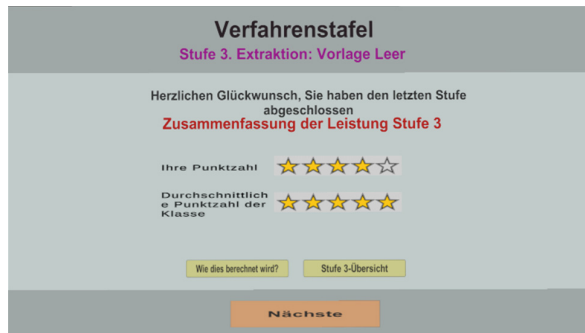 Verfahrenstafel
Stufe 3. Extraktion: Vorlage Leer
Herzlichen Glückwunsch, Sie haben den letzten Stufe
abgeschlossen
Zusammenfassung der Leistung Stufe 3
Ihre Punktzahl
Durchschnittlich
e Punktzahl der
Klasse
Wie dies berechnet wird?
Stufe 3-Übersicht
Nächste